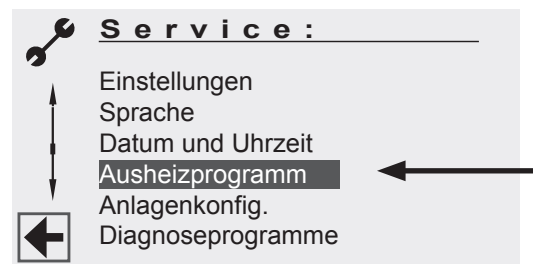 Service:
Einstellungen
Sprache
Datum und Uhrzeit
Ausheizprogramm
Anlagenkonfig.
Diagnoseprogramme